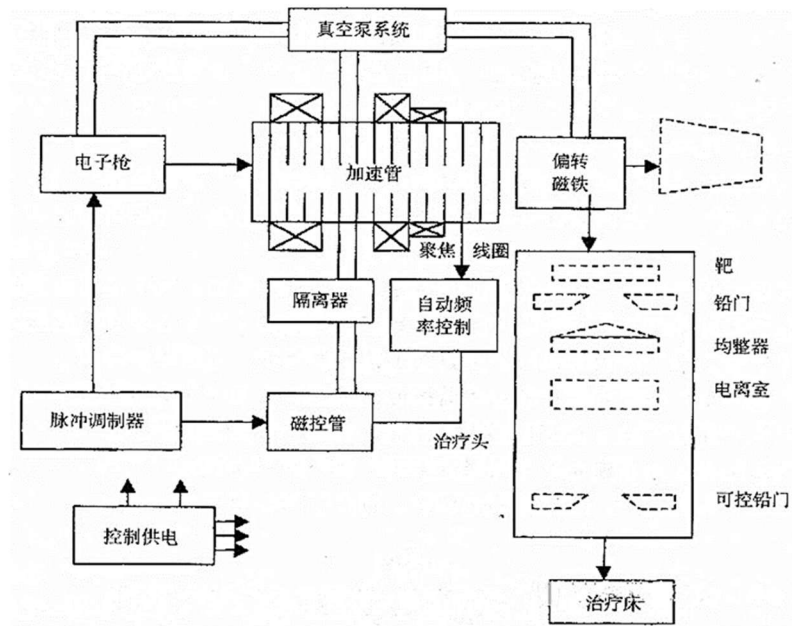 真空泵系统
电子枪
加速管
偏转
磁铁
聚焦 线圈
靶
铅门
隔离器
自动频
率控制
均整器
电离室
脉冲调制器
磁控管
治疗头
可控铅门
控制供电
治疗床